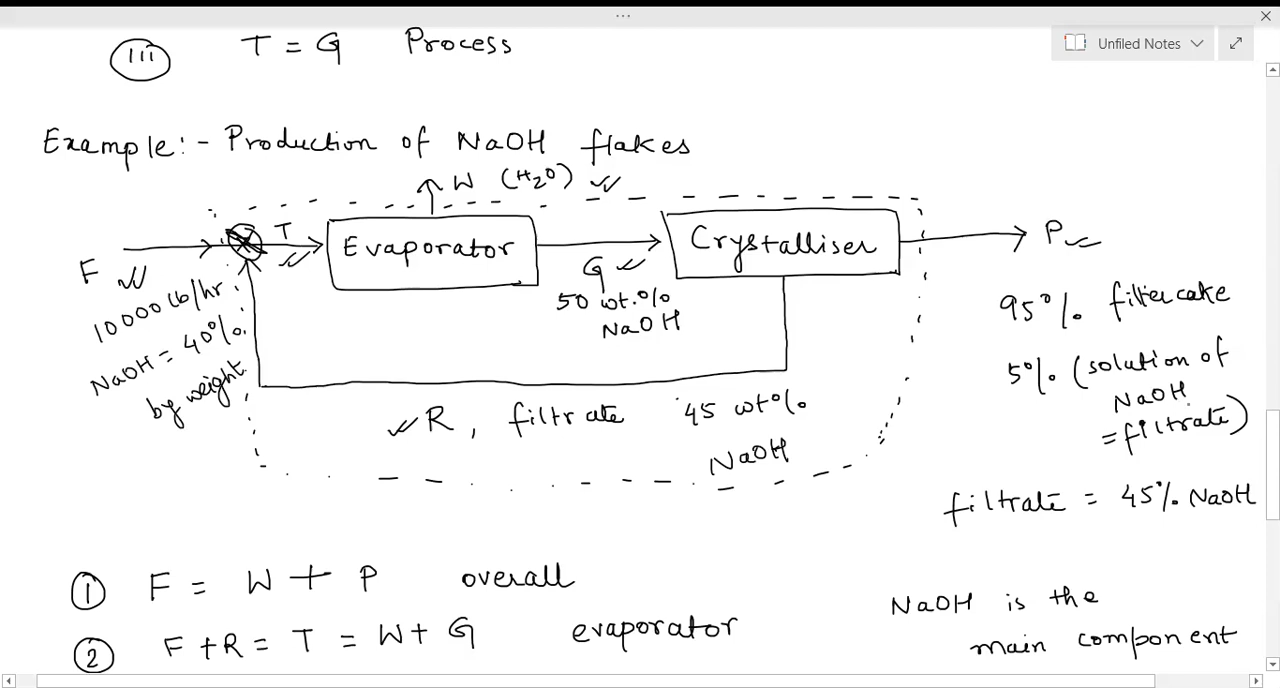 Unfiled Notes
III T = G Process
Example:- Production of NaOH flakes
W (H2O)
F
T
Evaporator
Crystalliser
P
G
50 wt.% NaOH
10000 lb/hr
NaOH = 40%.
by weight.
95% filtercake
5% (solution of
NaOH
=filtrate)
R, filtrate 45 wt%
NaOH
filtrate = 45% NaOH
1 F = W + P overall
2 F + R = T = W + G evaporator
NaOH is the
main component